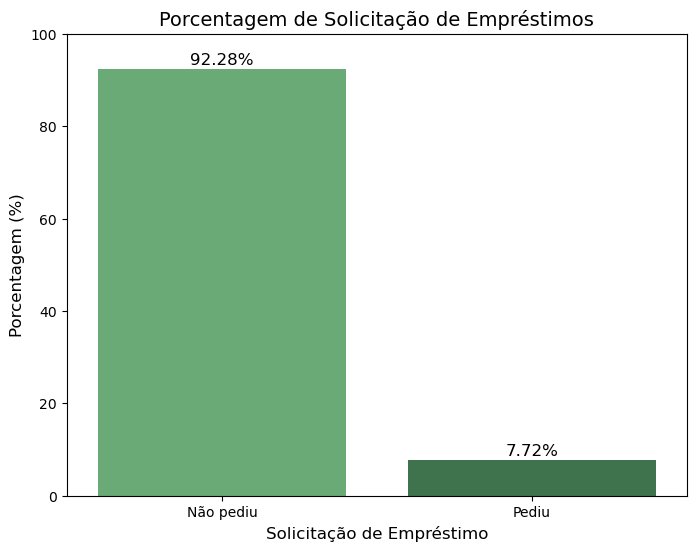 Porcentagem de Solicitação de Empréstimos
100
80
60
40
20
0
Porcentagem (%)
92.28%
7.72%
Não pediu
Pediu
Solicitação de Empréstimo